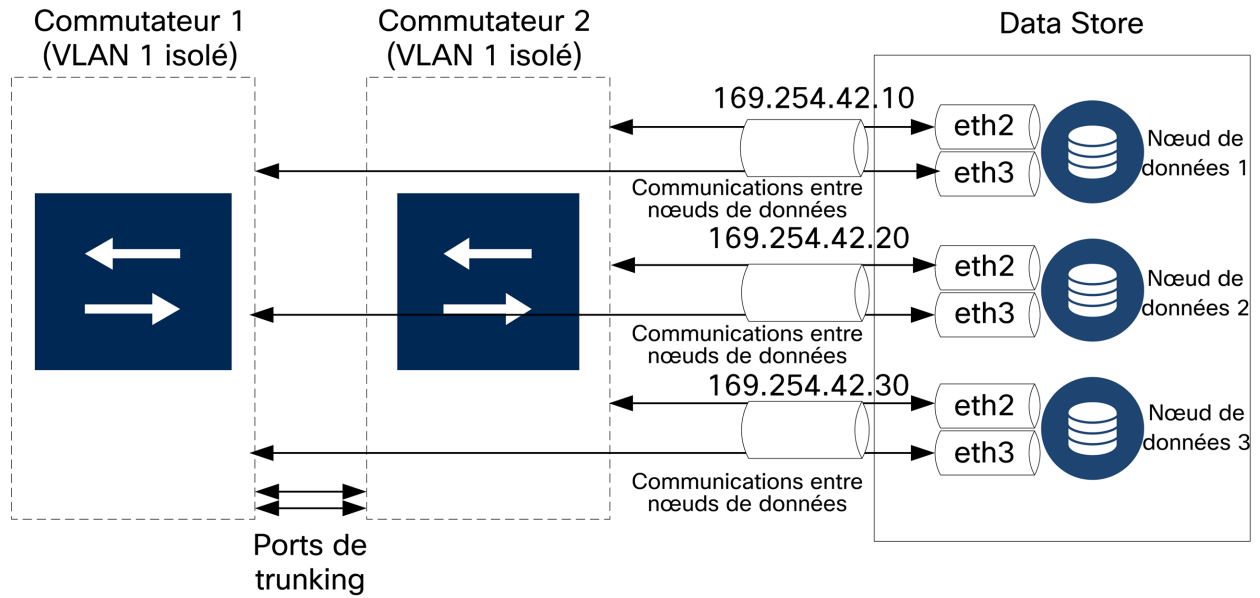 Commutateur 1
(VLAN 1 isolé)
Commutateur 2
(VLAN 1 isolé)
Data Store
169.254.42.10
eth2
eth3
Nœud de
données 1
Communications entre
nœuds de données
169.254.42.20
eth2
eth3
Nœud de
données 2
Communications entre
nœuds de données
169.254.42.30
eth2
eth3
Nœud de
données 3
Communications entre
nœuds de données
Ports de
trunking